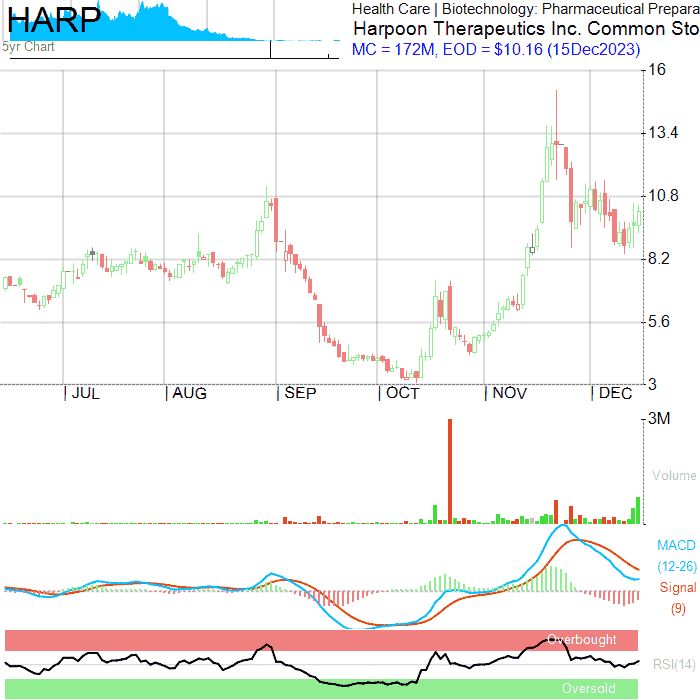 HARP
Health Care | Biotechnology: Pharmaceutical Prepara
Harpoon Therapeutics Inc. Common Sto
5yr Chart
MC = 172M, EOD = $10.16 (15Dec2023)
16
13.4
10.8
8.2
5.6
3
JUL AUG SEP OCT NOV DEC
3M
Volume
MACD
(12-26)
Signal
(9)
Overbought
RSI(14)
Oversold